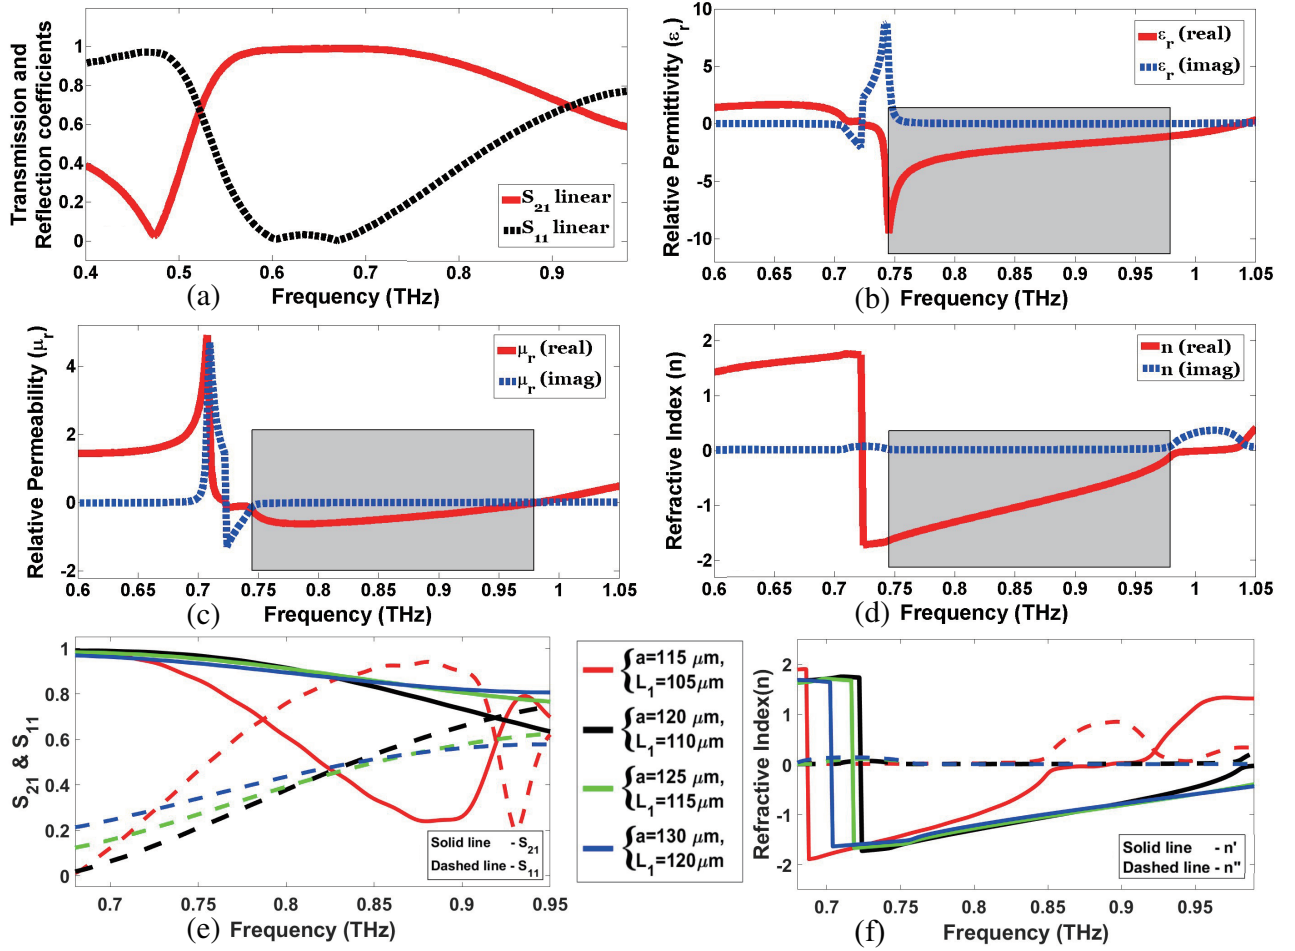 Transmission and
Reflection coefficients
1
0.8
0.6
0.4
0.2
0
0.4 0.5 0.6 0.7 0.8 0.9
S21 linear
S11 linear
Frequency (THz)
(a)
Relative Permittivity (εr)
10
5
0
-5
-10
0.6 0.65 0.7 0.75 0.8 0.85 0.9 0.95 1 1.05
εr (real)
εr (imag)
Frequency (THz)
(b)
Relative Permeability (μr)
4
2
0
-2
0.6 0.65 0.7 0.75 0.8 0.85 0.9 0.95 1 1.05
μr (real)
μr (imag)
Frequency (THz)
(c)
Refractive Index (n)
2
1
0
-1
-2
0.6 0.65 0.7 0.75 0.8 0.85 0.9 0.95 1 1.05
n (real)
n (imag)
Frequency (THz)
(d)
S21 & S11
1
0.8
0.6
0.4
0.2
0
0.7 0.75 0.8 0.85 0.9 0.95
Solid line - S21
Dashed line - S11
Frequency (THz)
(e)
{a=115 μm,
L1=105μm
{a=120 μm,
L1=110μm
{a=125 μm,
L1=115μm
{a=130 μm,
L1=120μm
Refractive Index(n)
2
1
0
-1
-2
0.7 0.75 0.8 0.85 0.9 0.95
Solid line - n'
Dashed line - n"
Frequency (THz)
(f)